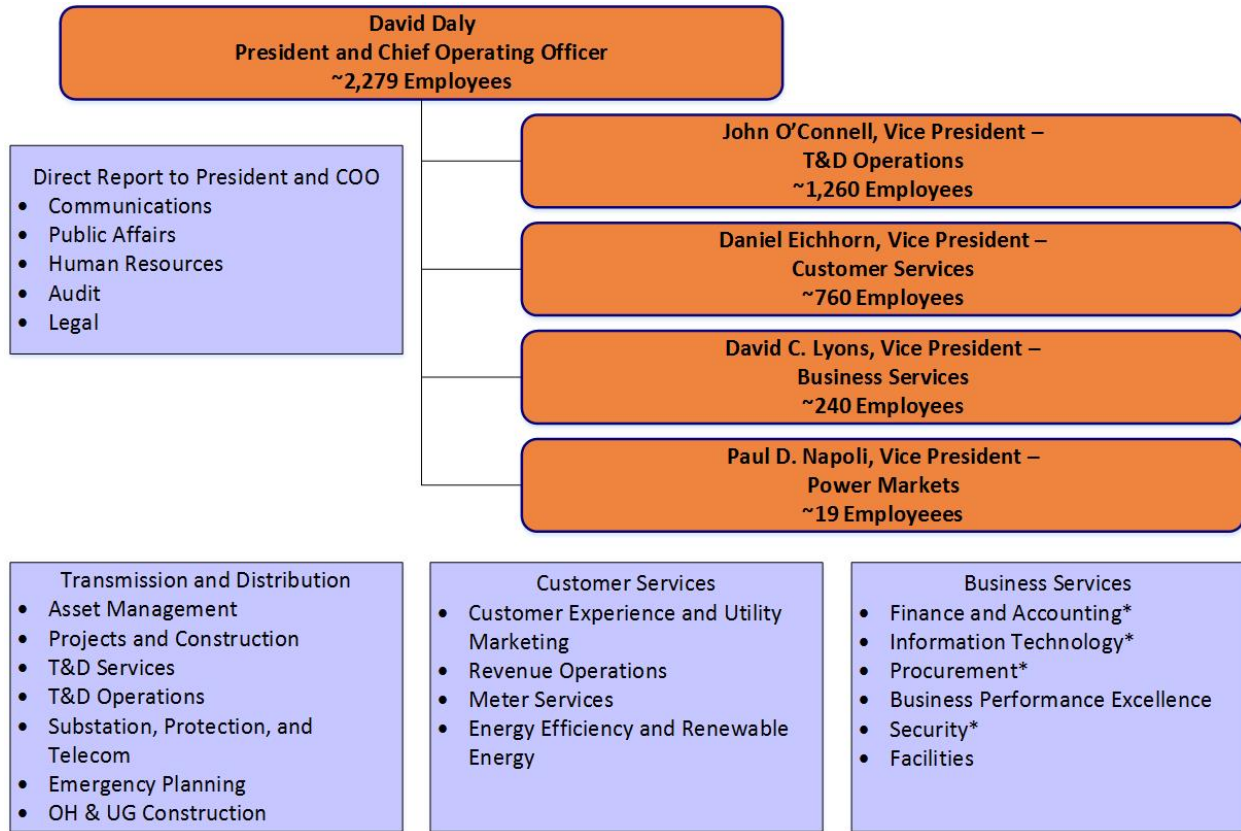 David Daly
President and Chief Operating Officer
~2,279 Employees
John O’Connell, Vice President –
T&D Operations
~1,260 Employees
Direct Report to President and COO
• Communications
• Public Affairs
• Human Resources
• Audit
• Legal
Daniel Eichhorn, Vice President –
Customer Services
~760 Employees
David C. Lyons, Vice President –
Business Services
~240 Employees
Paul D. Napoli, Vice President –
Power Markets
~19 Employeees
Transmission and Distribution
• Asset Management
• Projects and Construction
• T&D Services
• T&D Operations
• Substation, Protection, and
Telecom
• Emergency Planning
• OH & UG Construction
Customer Services
• Customer Experience and Utility
Marketing
• Revenue Operations
• Meter Services
• Energy Efficiency and Renewable
Energy
Business Services
• Finance and Accounting*
• Information Technology*
• Procurement*
• Business Performance Excellence
• Security*
• Facilities